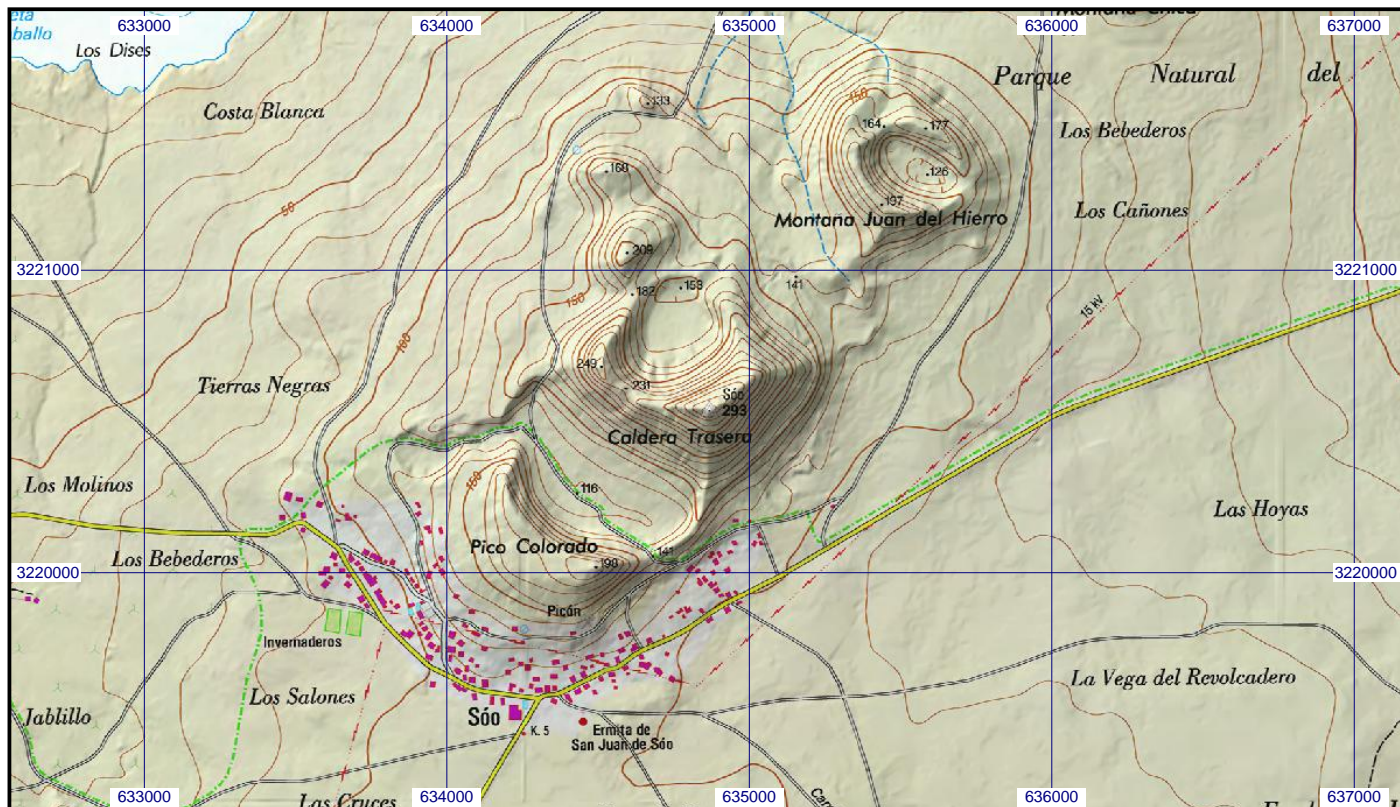 633000
634000
635000
636000
637000
eta
ballo
Los Dises
Costa Blanca
Parque Natural del
Los Bebederos
Los Cañones
133
150
164
177
126
197
168
Montaña Juan del Hierro
209
3221000
3221000
182
153
141
150
50
100
15 kV
249
231
Sóo
293
Tierras Negras
Caldera Trasera
Los Molinos
150
116
Las Hoyas
Pico Colorado
141
198
Los Bebederos
3220000
3220000
Picón
Invernaderos
Los Salones
La Vega del Revolcadero
Jablillo
Sóo
K. 5
Ermita de
San Juan de Sóo
Las Cruces
633000
634000
635000
636000
637000